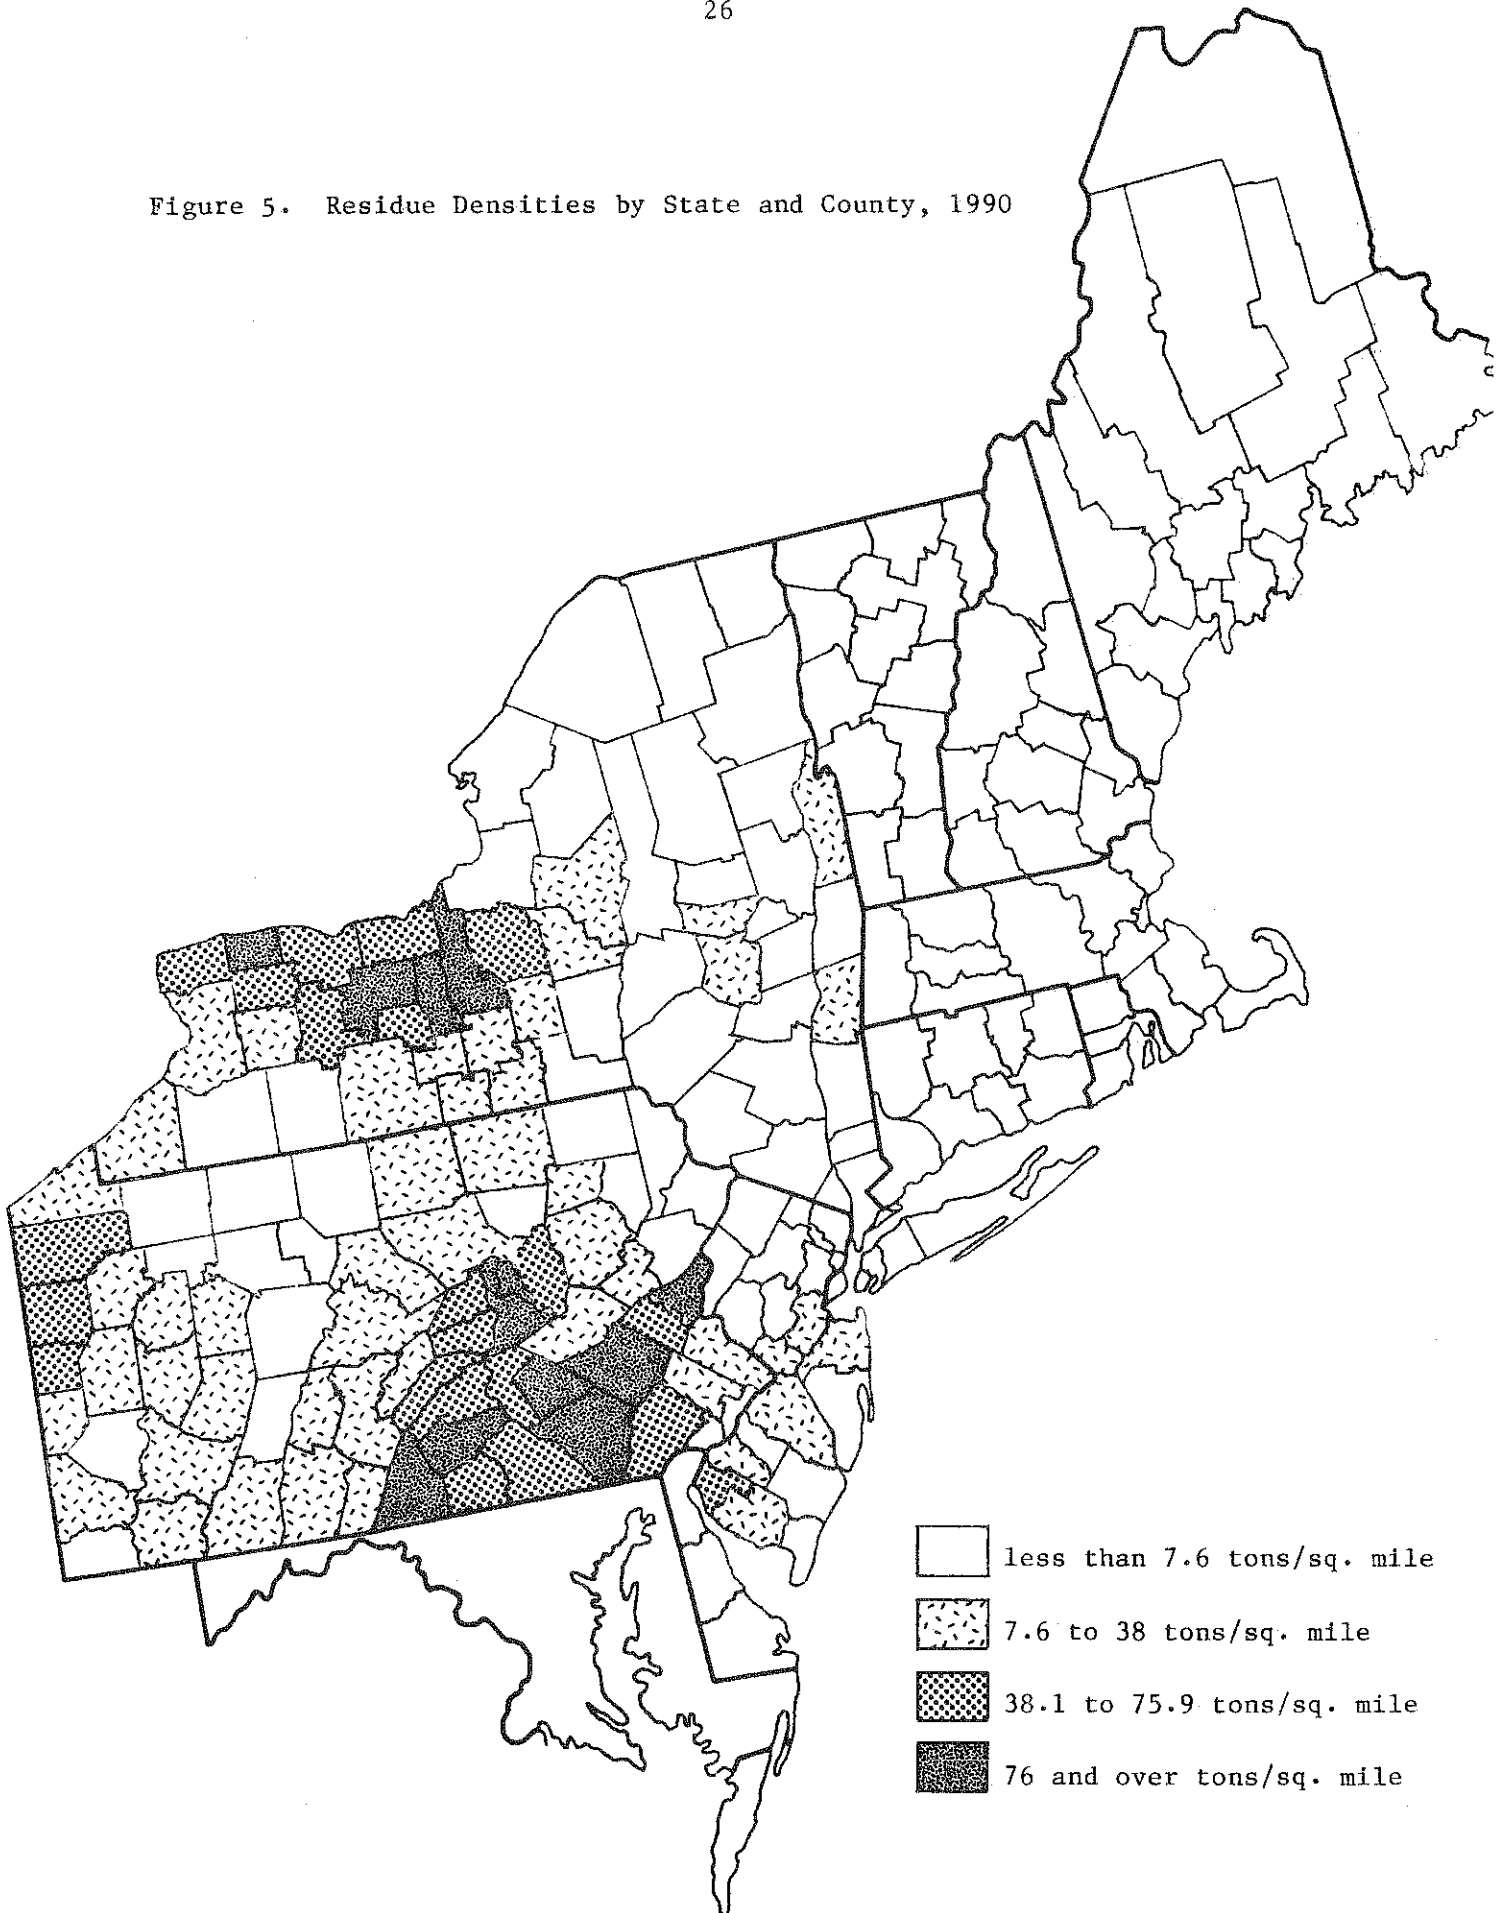 26
Figure 5. Residue Densities by State and County, 1990
less than 7.6 tons/sq. mile
7.6 to 38 tons/sq. mile
38.1 to 75.9 tons/sq. mile
76 and over tons/sq. mile